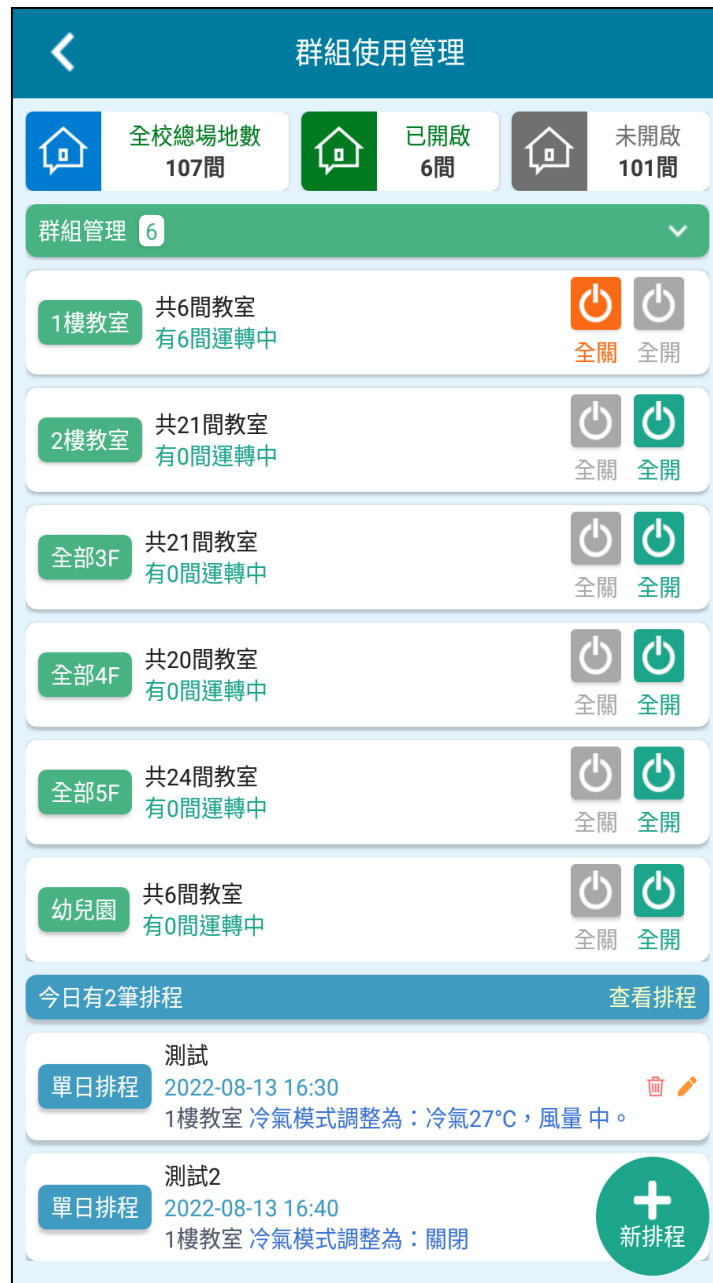 群組使用管理
全校總場地數
107間
已開啟
6間
未開啟
101間
群組管理 6
1樓教室
共6間教室
有6間運轉中
全關 全開
2樓教室
共21間教室
有0間運轉中
全關 全開
全部3F
共21間教室
有0間運轉中
全關 全開
全部4F
共20間教室
有0間運轉中
全關 全開
全部5F
共24間教室
有0間運轉中
全關 全開
幼兒園
共6間教室
有0間運轉中
全關 全開
今日有2筆排程 查看排程
單日排程
測試
2022-08-13 16:30
1樓教室 冷氣模式調整為：冷氣27°C，風量 中。
單日排程
測試2
2022-08-13 16:40
1樓教室 冷氣模式調整為：關閉
新排程